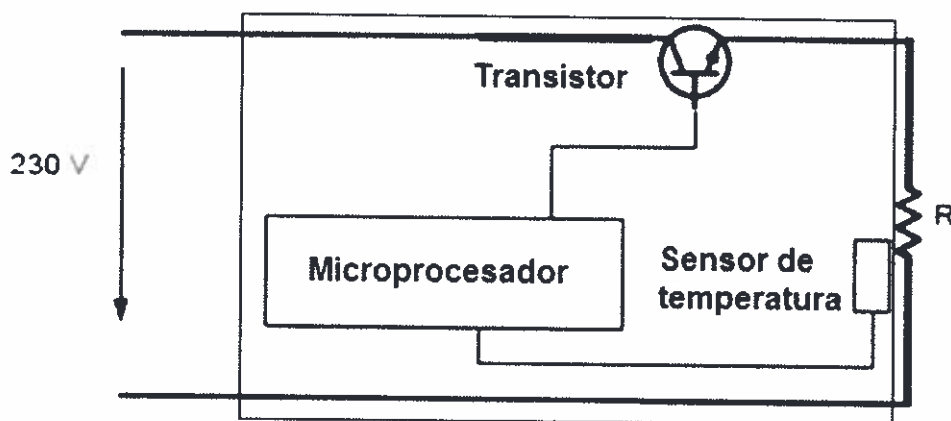 Transistor
230 V
R
Microprocesador
Sensor de
temperatura